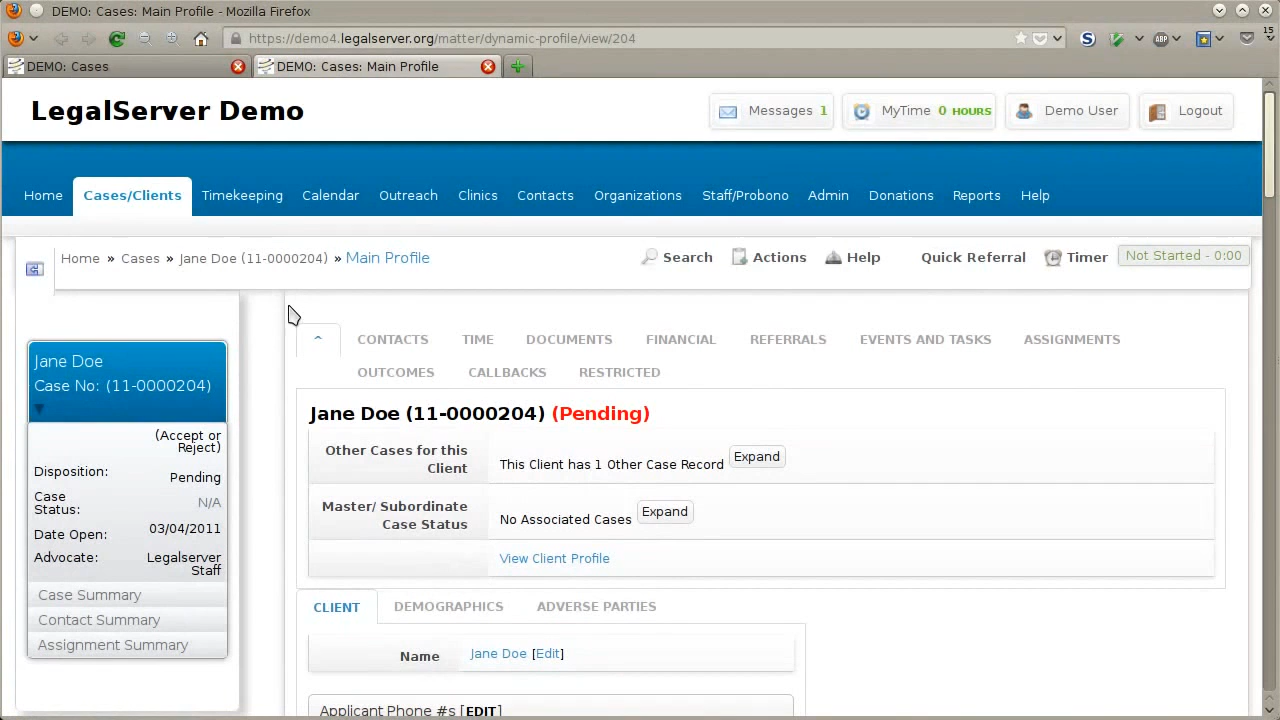 DEMO: Cases: Main Profile - Mozilla Firefox
https://demo4.legalserver.org/matter/dynamic-profile/view/204
15
DEMO: Cases
DEMO: Cases: Main Profile
LegalServer Demo
Messages 1
MyTime 0 HOURS
Demo User
Logout
Home Cases/Clients Timekeeping Calendar Outreach Clinics Contacts Organizations Staff/Probono Admin Donations Reports Help
Home » Cases » Jane Doe (11-0000204) » Main Profile
Search Actions Help Quick Referral Timer Not Started - 0:00
Jane Doe
Case No: (11-0000204)
(Accept or
Reject)
Disposition: Pending
Case
Status: N/A
Date Open: 03/04/2011
Advocate: Legalserver
Staff
Case Summary
Contact Summary
Assignment Summary
^ CONTACTS TIME DOCUMENTS FINANCIAL REFERRALS EVENTS AND TASKS ASSIGNMENTS
OUTCOMES CALLBACKS RESTRICTED
Jane Doe (11-0000204) (Pending)
Other Cases for this
Client
This Client has 1 Other Case Record Expand
Master/ Subordinate
Case Status
No Associated Cases Expand
View Client Profile
CLIENT DEMOGRAPHICS ADVERSE PARTIES
Name Jane Doe [Edit]
Applicant Phone #s [EDIT]